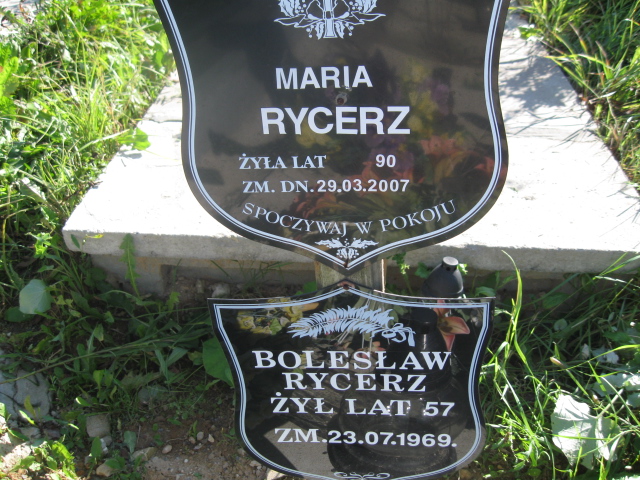 MARIA
RYCERZ
ŻYŁA LAT 90
ZM. DN. 29.03.2007
SPOCZYWAJ W POKOJU
BOLESŁAW
RYCERZ
ŻYŁ LAT 57
ZM. 23.07.1969.